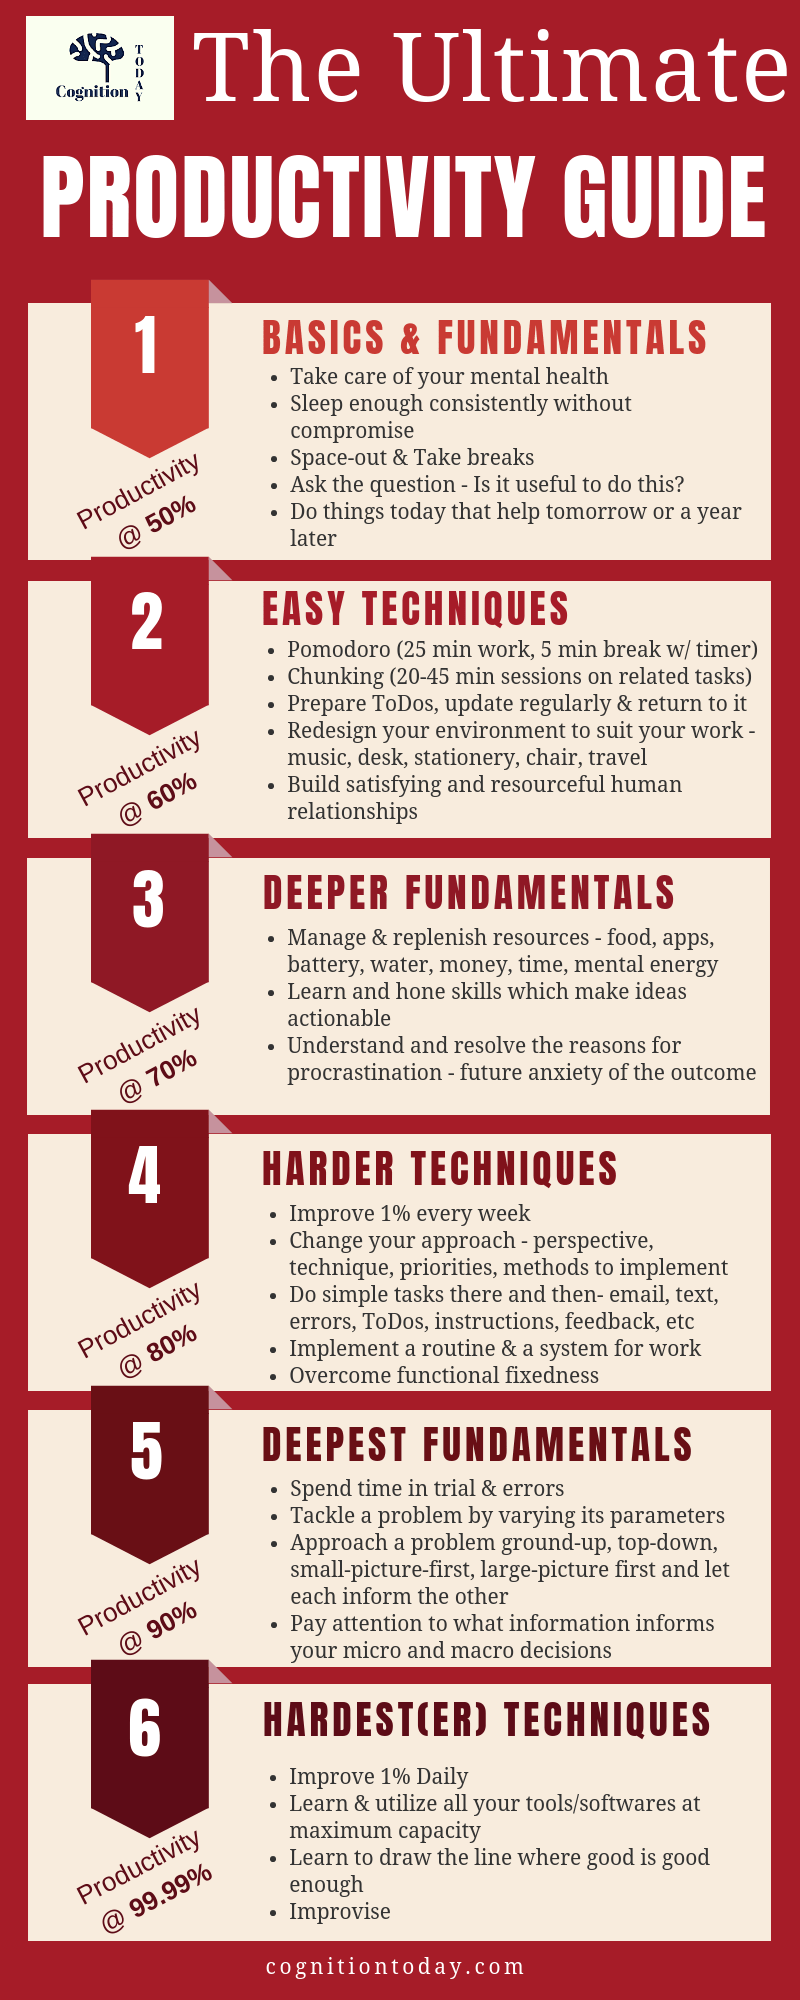 Cognition
TODAY
The Ultimate
PRODUCTIVITY GUIDE
1
Productivity
@ 50%
BASICS & FUNDAMENTALS
• Take care of your mental health
• Sleep enough consistently without
compromise
• Space-out & Take breaks
• Ask the question - Is it useful to do this?
• Do things today that help tomorrow or a year
later
2
Productivity
@ 60%
EASY TECHNIQUES
• Pomodoro (25 min work, 5 min break w/ timer)
• Chunking (20-45 min sessions on related tasks)
• Prepare ToDos, update regularly & return to it
• Redesign your environment to suit your work -
music, desk, stationery, chair, travel
• Build satisfying and resourceful human
relationships
3
Productivity
@ 70%
DEEPER FUNDAMENTALS
• Manage & replenish resources - food, apps,
battery, water, money, time, mental energy
• Learn and hone skills which make ideas
actionable
• Understand and resolve the reasons for
procrastination - future anxiety of the outcome
4
Productivity
@ 80%
HARDER TECHNIQUES
• Improve 1% every week
• Change your approach - perspective,
technique, priorities, methods to implement
• Do simple tasks there and then- email, text,
errors, ToDos, instructions, feedback, etc
• Implement a routine & a system for work
• Overcome functional fixedness
5
Productivity
@ 90%
DEEPEST FUNDAMENTALS
• Spend time in trial & errors
• Tackle a problem by varying its parameters
• Approach a problem ground-up, top-down,
small-picture-first, large-picture first and let
each inform the other
• Pay attention to what information informs
your micro and macro decisions
6
Productivity
@ 99.99%
HARDEST(ER) TECHNIQUES
• Improve 1% Daily
• Learn & utilize all your tools/softwares at
maximum capacity
• Learn to draw the line where good is good
enough
• Improvise
cognitiontoday.com